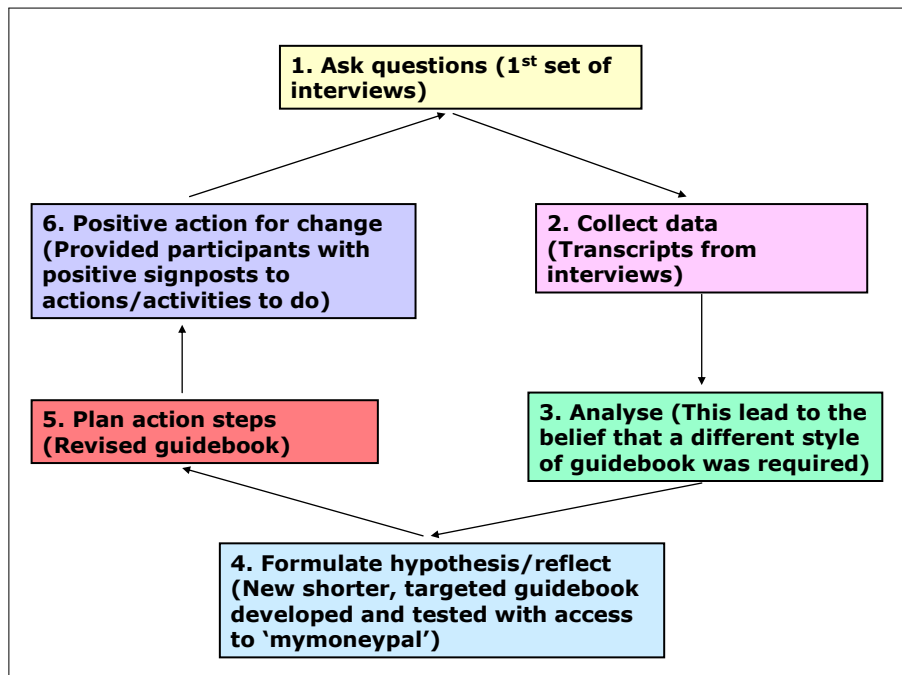 1. Ask questions (1st set of
interviews)
2. Collect data
(Transcripts from
interviews)
3. Analyse (This lead to the
belief that a different style
of guidebook was required)
4. Formulate hypothesis/reflect
(New shorter, targeted guidebook
developed and tested with access
to ‘mymoneypal’)
5. Plan action steps
(Revised guidebook)
6. Positive action for change
(Provided participants with
positive signposts to
actions/activities to do)